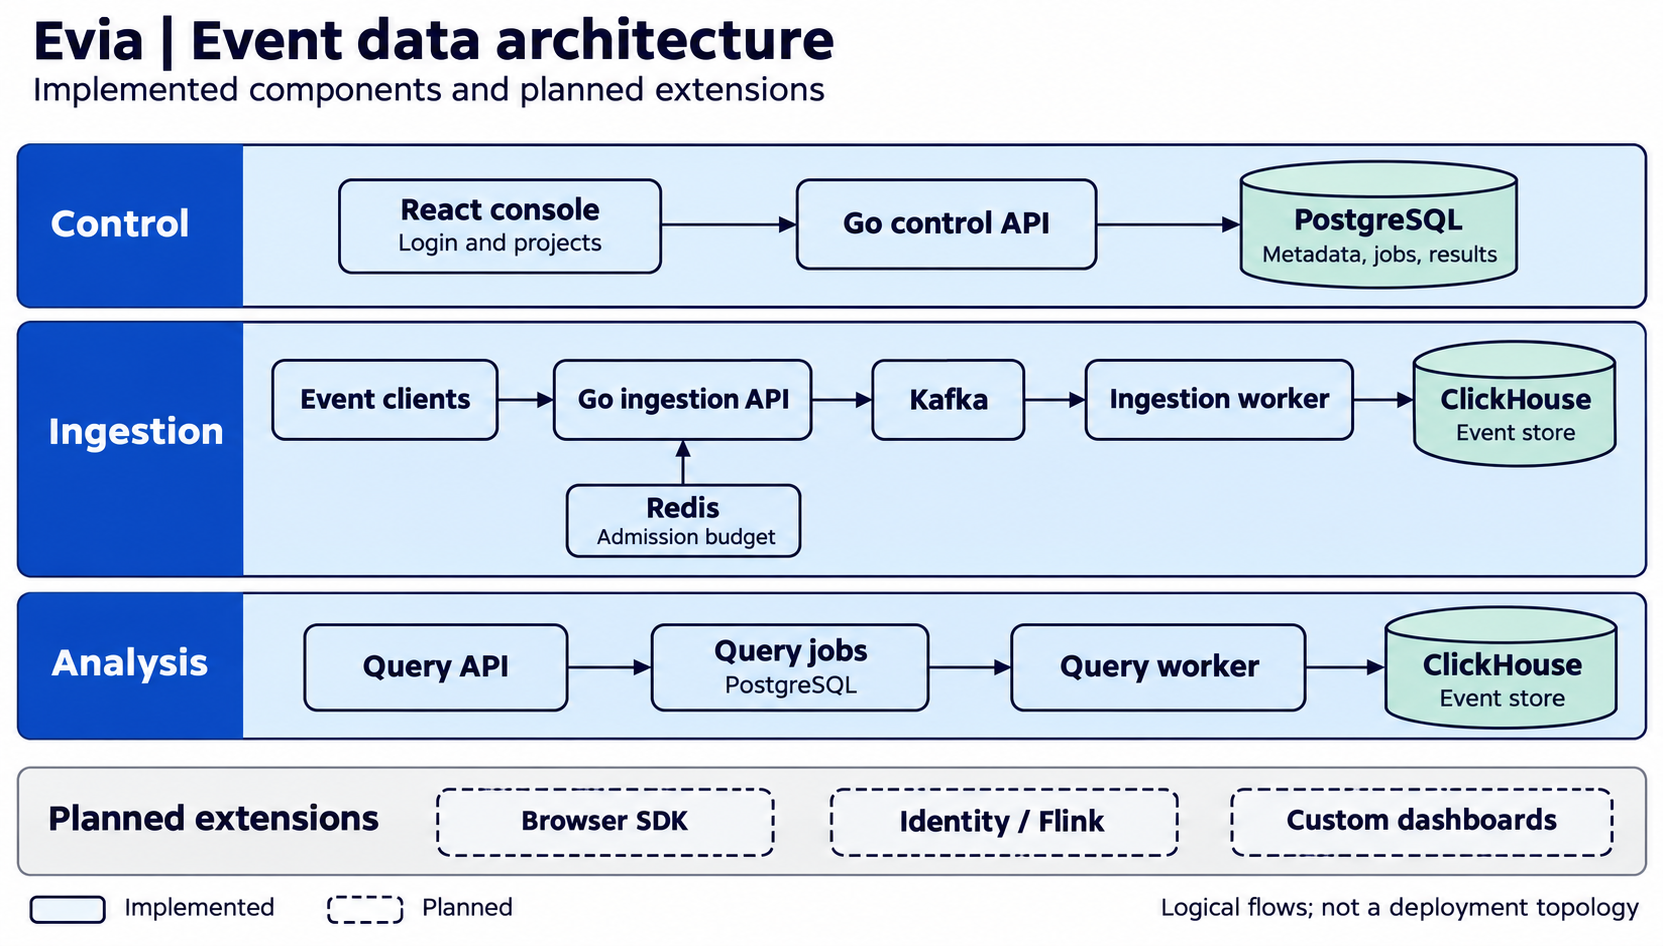 Evia | Event data architecture
Implemented components and planned extensions
Control
React console
Login and projects
Go control API
PostgreSQL
Metadata, jobs, results
Ingestion
Event clients
Go ingestion API
Kafka
Ingestion worker
ClickHouse
Event store
Redis
Admission budget
Analysis
Query API
Query jobs
PostgreSQL
Query worker
ClickHouse
Event store
Planned extensions
Browser SDK
Identity / Flink
Custom dashboards
Implemented
Planned
Logical flows; not a deployment topology